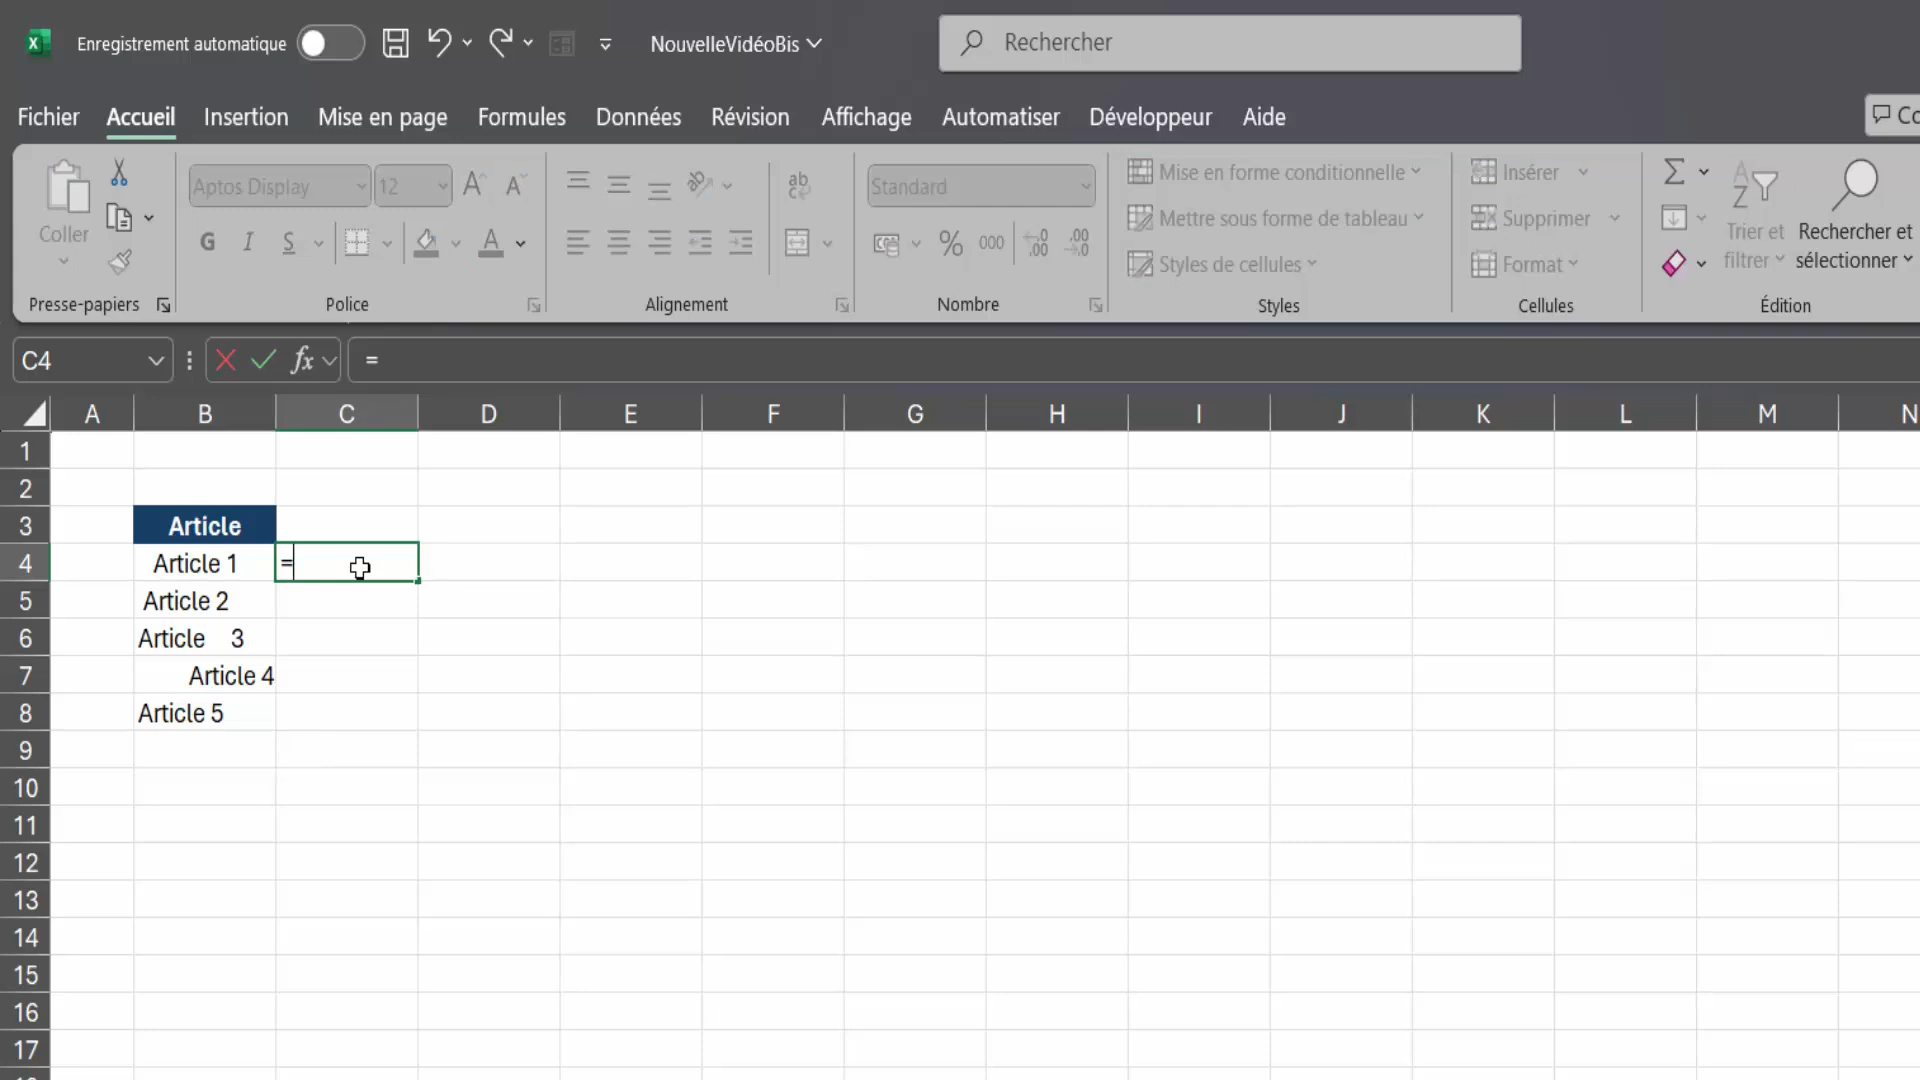 Enregistrement automatique NouvelleVidéoBis Rechercher
Fichier Accueil Insertion Mise en page Formules Données Révision Affichage Automatiser Développeur Aide
Coller
Presse-papiers
Aptos Display 12
G I S A
Police
ab
Alignement
Standard
% 000
Nombre
Mise en forme conditionnelle
Mettre sous forme de tableau
Styles de cellules
Styles
Insérer
Supprimer
Format
Cellules
Σ
Trier et filtrer
Rechercher et sélectionner
Édition
C4 fx =
A B C D E F G H I J K L M N
1
2
3 Article
4 Article 1 =
5 Article 2
6 Article    3
7 Article 4
8 Article 5
9
10
11
12
13
14
15
16
17